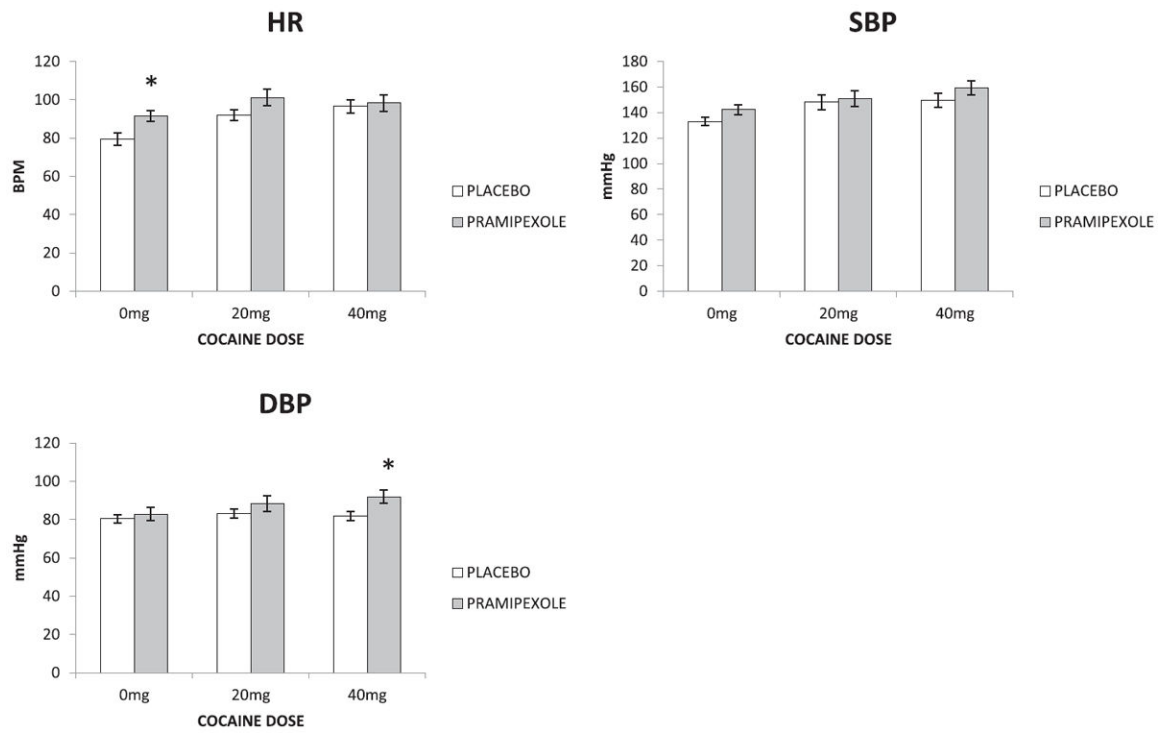 HR
120
100
80
60
40
20
0
BPM
*
0mg 20mg 40mg
COCAINE DOSE
PLACEBO
PRAMIPEXOLE
SBP
180
160
140
120
100
80
60
40
20
0
mmHg
0mg 20mg 40mg
COCAINE DOSE
PLACEBO
PRAMIPEXOLE
DBP
120
100
80
60
40
20
0
mmHg
*
0mg 20mg 40mg
COCAINE DOSE
PLACEBO
PRAMIPEXOLE